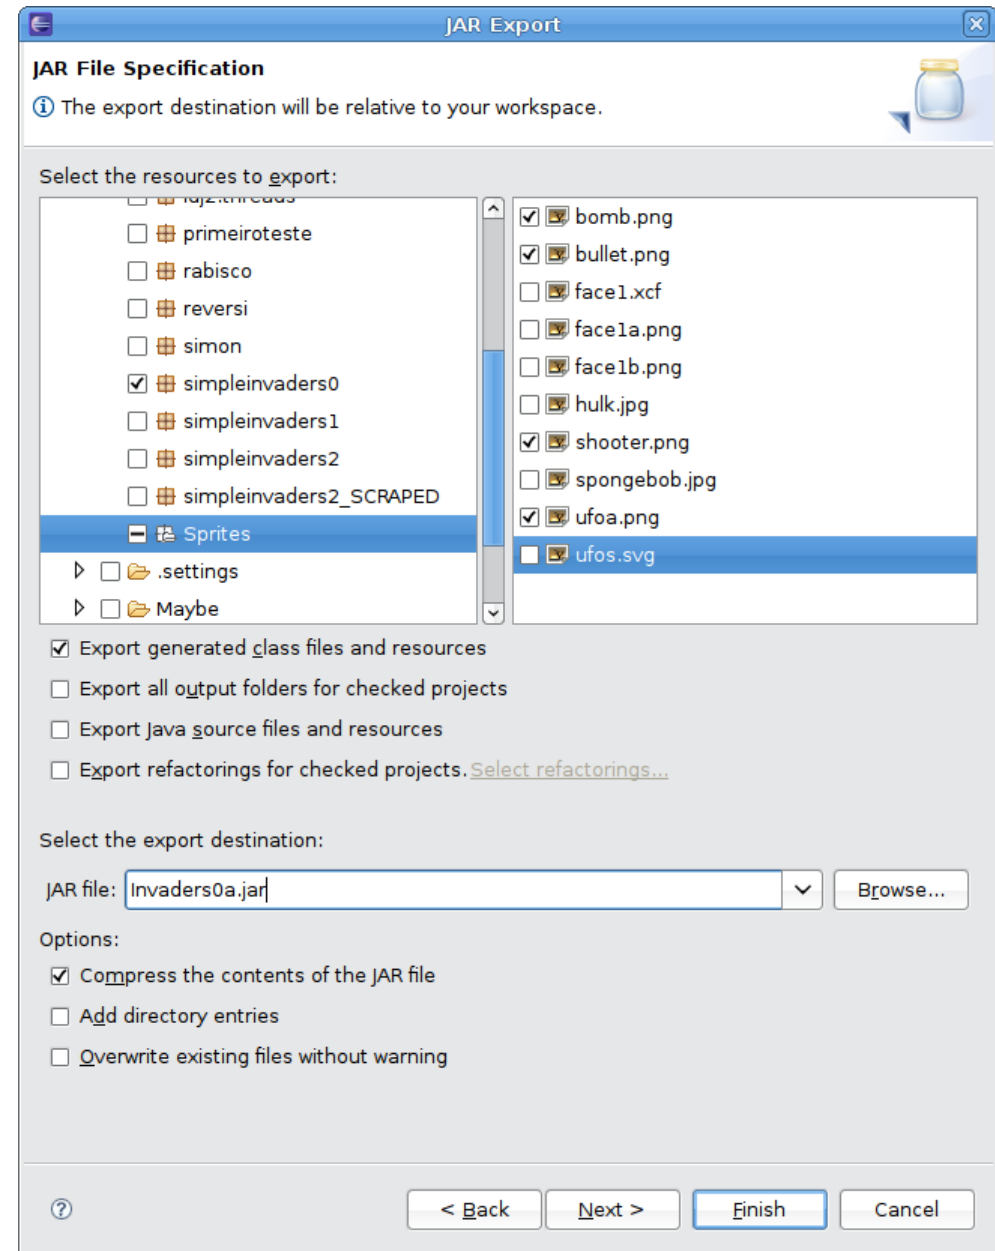 JAR Export
JAR File Specification
The export destination will be relative to your workspace.
Select the resources to export:
primeiroteste
rabisco
reversi
simon
simpleinvaders0
simpleinvaders1
simpleinvaders2
simpleinvaders2_SCRAPED
Sprites
.settings
Maybe
bomb.png
bullet.png
face1.xcf
face1a.png
face1b.png
hulk.jpg
shooter.png
spongebob.jpg
ufoa.png
ufos.svg
Export generated class files and resources
Export all output folders for checked projects
Export Java source files and resources
Export refactorings for checked projects. Select refactorings...
Select the export destination:
JAR file: Invaders0a.jar Browse...
Options:
Compress the contents of the JAR file
Add directory entries
Overwrite existing files without warning
? < Back Next > Finish Cancel